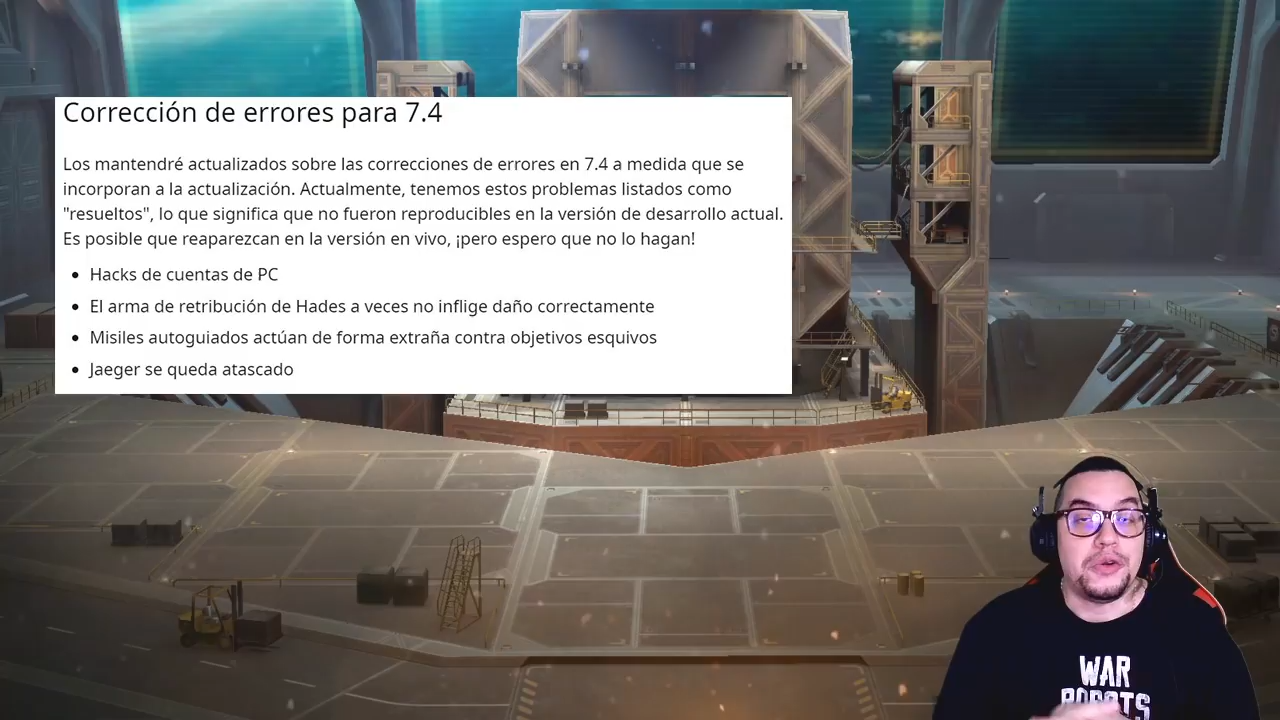 Corrección de errores para 7.4
Los mantendré actualizados sobre las correcciones de errores en 7.4 a medida que se
incorporan a la actualización. Actualmente, tenemos estos problemas listados como
"resueltos", lo que significa que no fueron reproducibles en la versión de desarrollo actual.
Es posible que reaparezcan en la versión en vivo, ¡pero espero que no lo hagan!
• Hacks de cuentas de PC
• El arma de retribución de Hades a veces no inflige daño correctamente
• Misiles autoguiados actúan de forma extraña contra objetivos esquivos
• Jaeger se queda atascado
WAR
ROBOTS